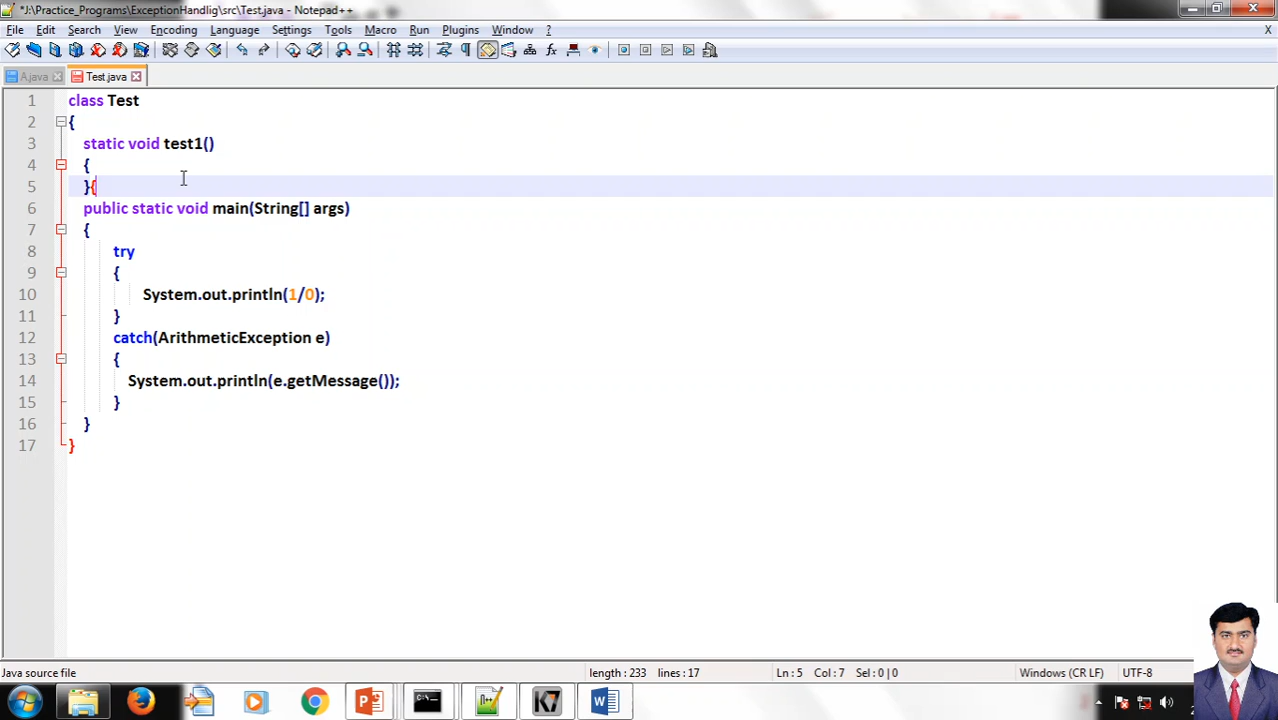 *J:\Practice_Programs\ExceptionHandlig\src\Test.java - Notepad++
File Edit Search View Encoding Language Settings Tools Macro Run Plugins Window ? X
A.java Test.java
1 class Test
2 {
3 static void test1()
4 {
5 }{
6 public static void main(String[] args)
7 {
8 try
9 {
10 System.out.println(1/0);
11 }
12 catch(ArithmeticException e)
13 {
14 System.out.println(e.getMessage());
15 }
16 }
17 }
Java source file length : 233 lines : 17 Ln : 5 Col : 7 Sel : 0 | 0 Windows (CR LF) UTF-8